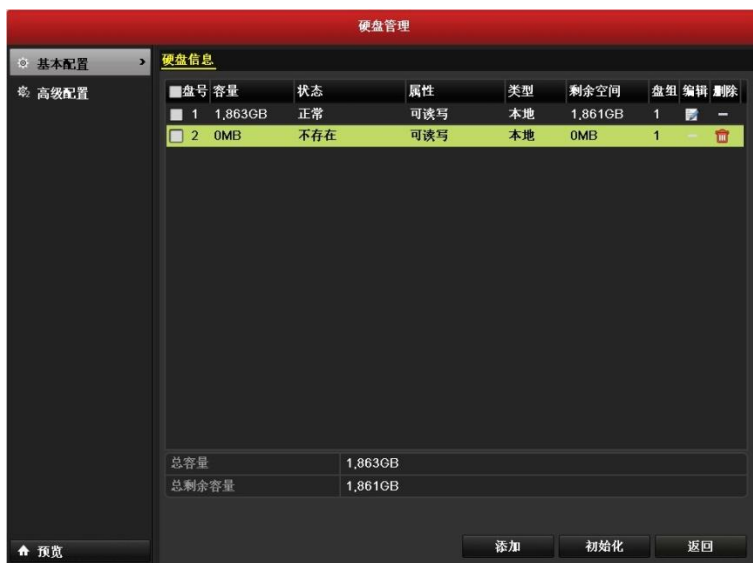 硬盘管理
基本配置
高级配置
硬盘信息
盘号 容量 状态 属性 类型 剩余空间 盘组 编辑 删除
1 1,863GB 正常 可读写 本地 1,861GB 1
2 0MB 不存在 可读写 本地 0MB 1
总容量 1,863GB
总剩余容量 1,861GB
预览
添加 初始化 返回